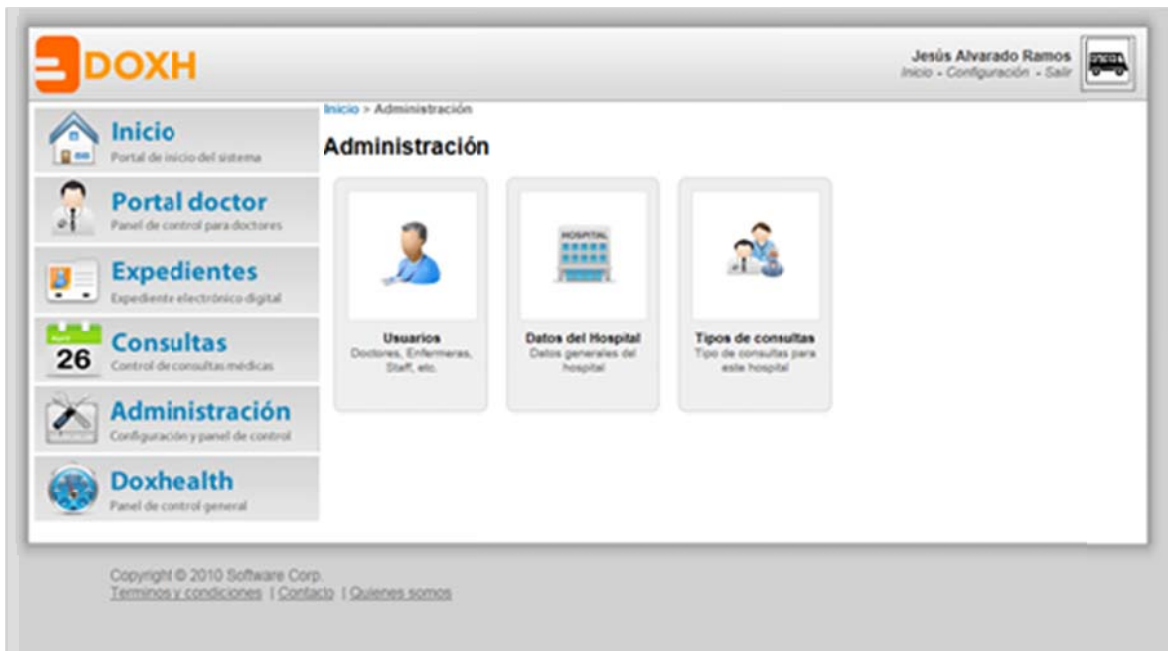 DOXH
Jesús Alvarado Ramos
Inicio - Configuración - Salir
Inicio > Administración
Administración
Inicio
Portal de inicio del sistema
Portal doctor
Panel de control para doctores
Expedientes
Expediente electrónico digital
26
Consultas
Control de consultas médicas
Administración
Configuración y panel de control
Doxhealth
Panel de control general
Usuarios
Doctores, Enfermeras,
Staff, etc.
HOSPITAL
Datos del Hospital
Datos generales del
hospital
Tipos de consultas
Tipo de consultas para
este hospital
Copyright © 2010 Software Corp.
Terminos y condiciones | Contacto | Quienes somos